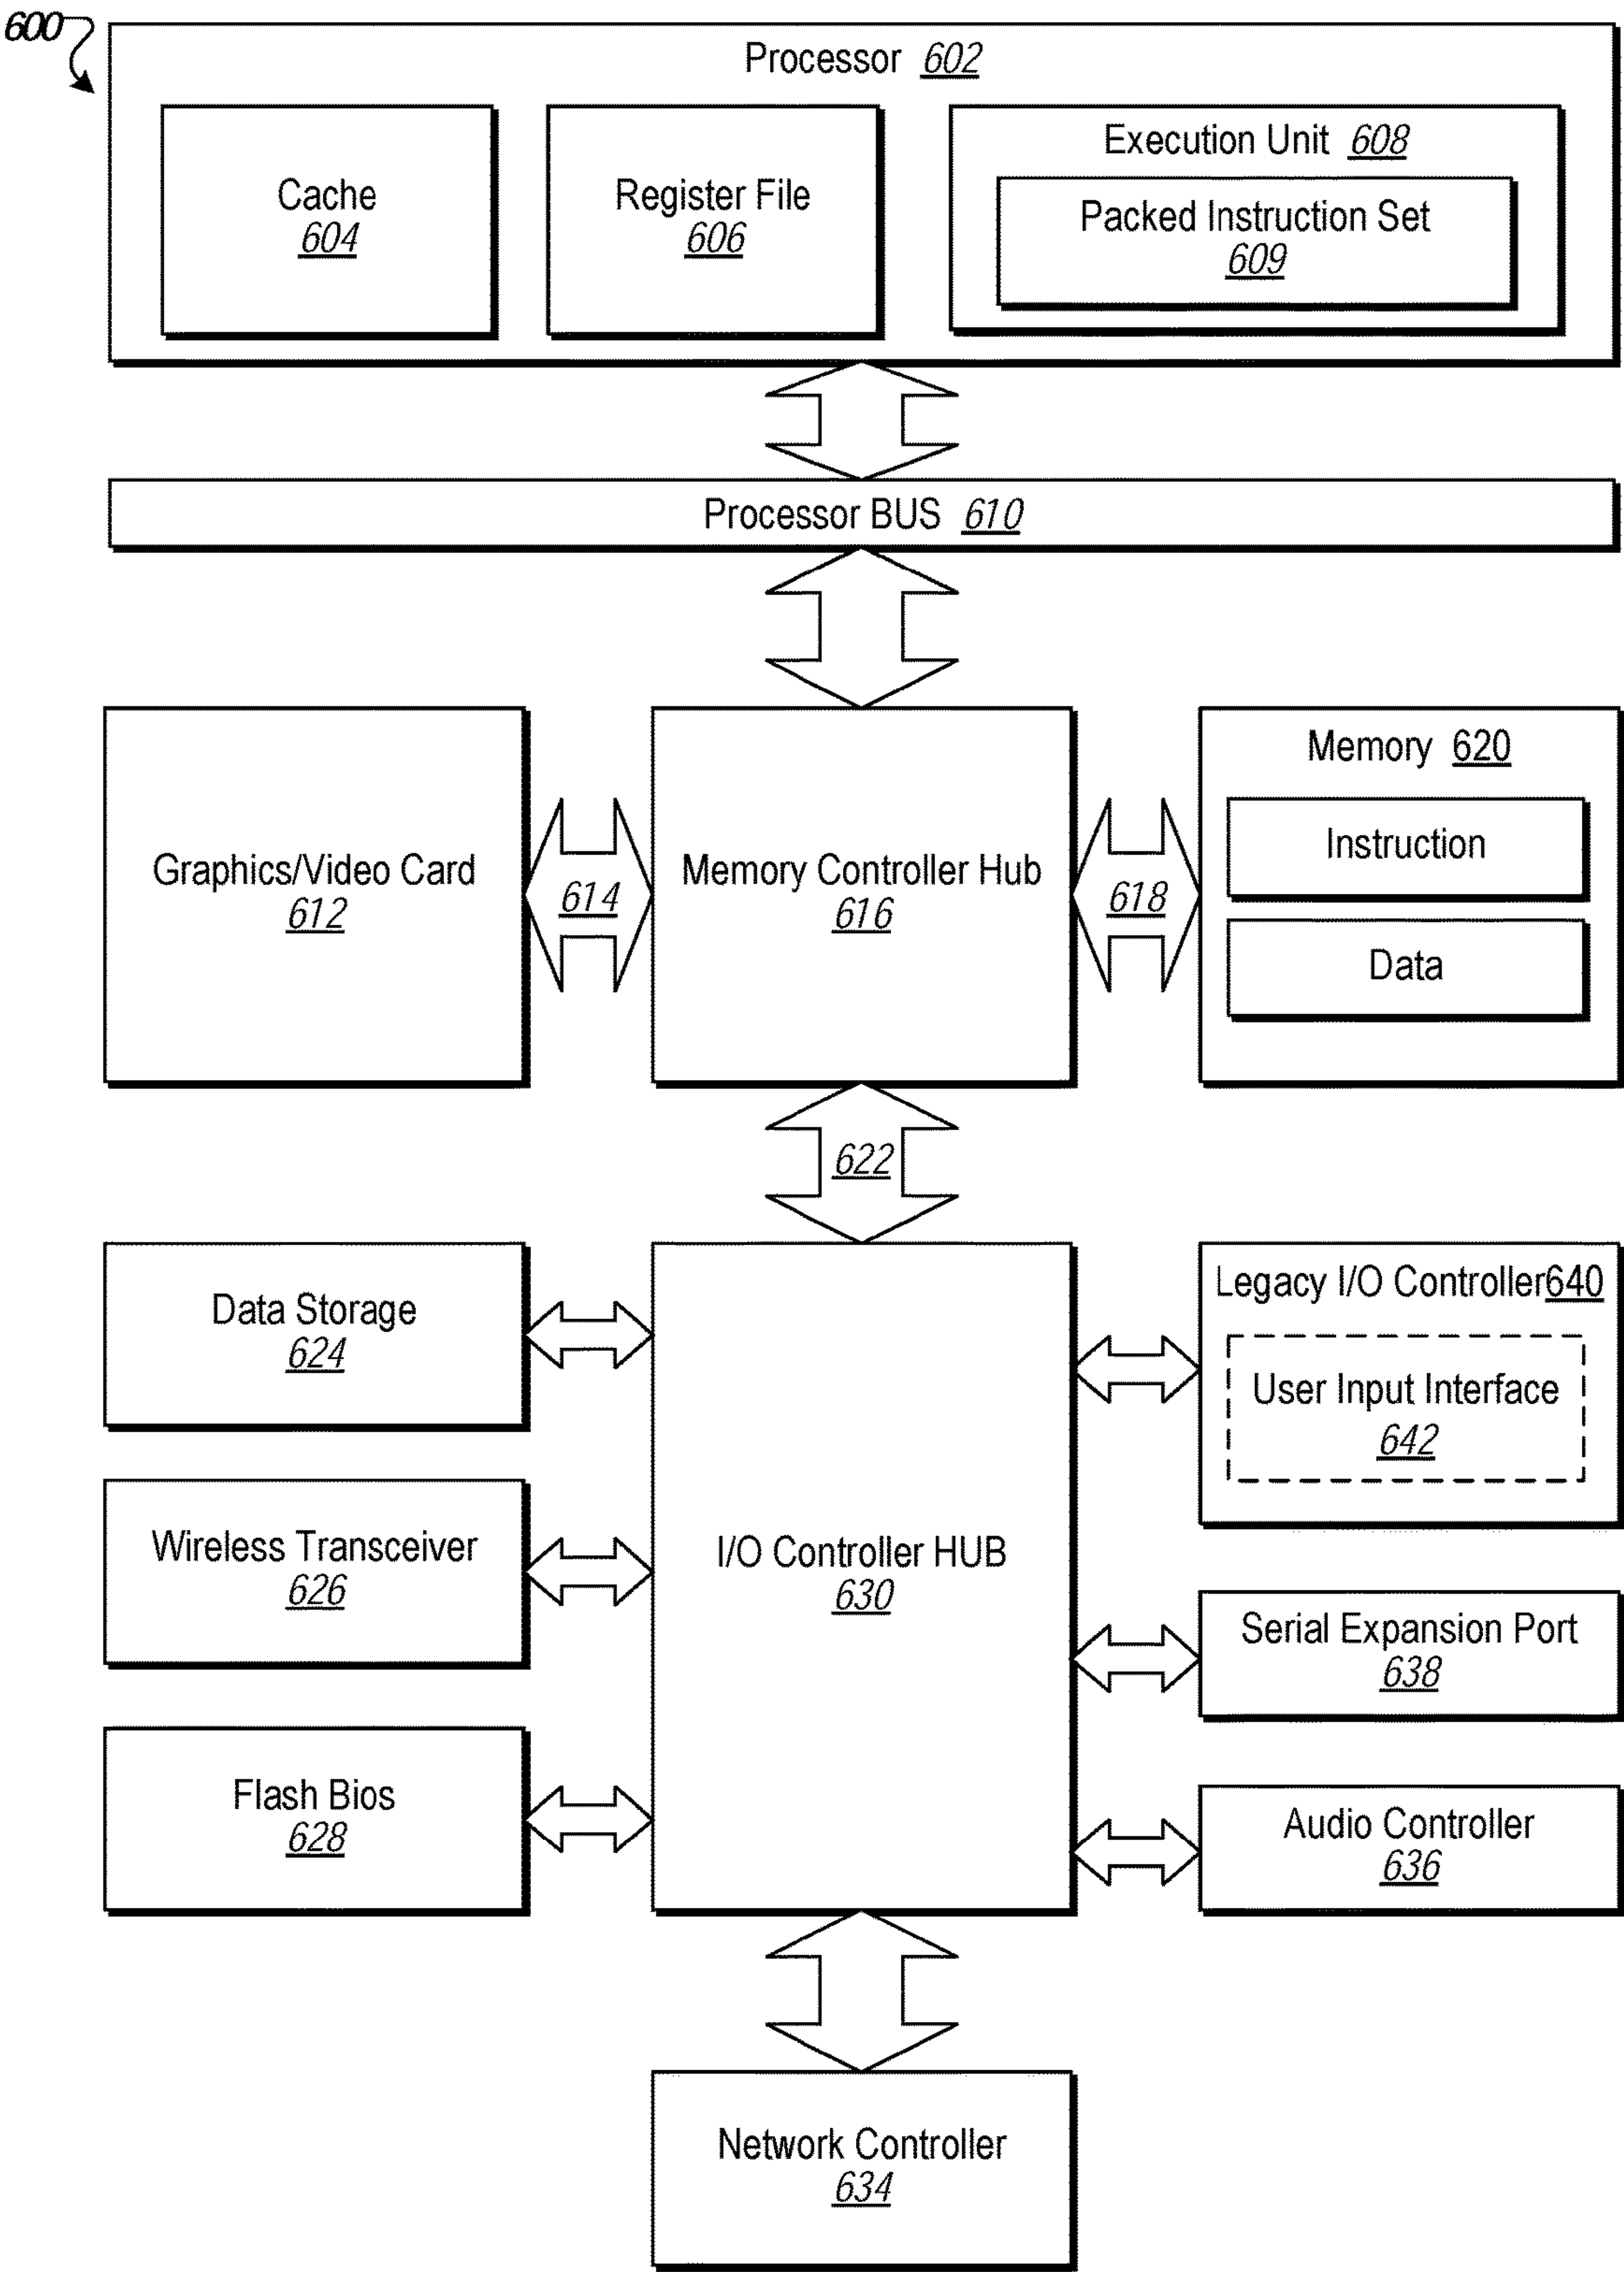 600
Processor 602
Cache
604
Register File
606
Execution Unit 608
Packed Instruction Set
609
Processor BUS 610
Graphics/Video Card
612
614
Memory Controller Hub
616
618
Memory 620
Instruction
Data
622
Data Storage
624
Wireless Transceiver
626
Flash Bios
628
I/O Controller HUB
630
Legacy I/O Controller640
User Input Interface
642
Serial Expansion Port
638
Audio Controller
636
Network Controller
634